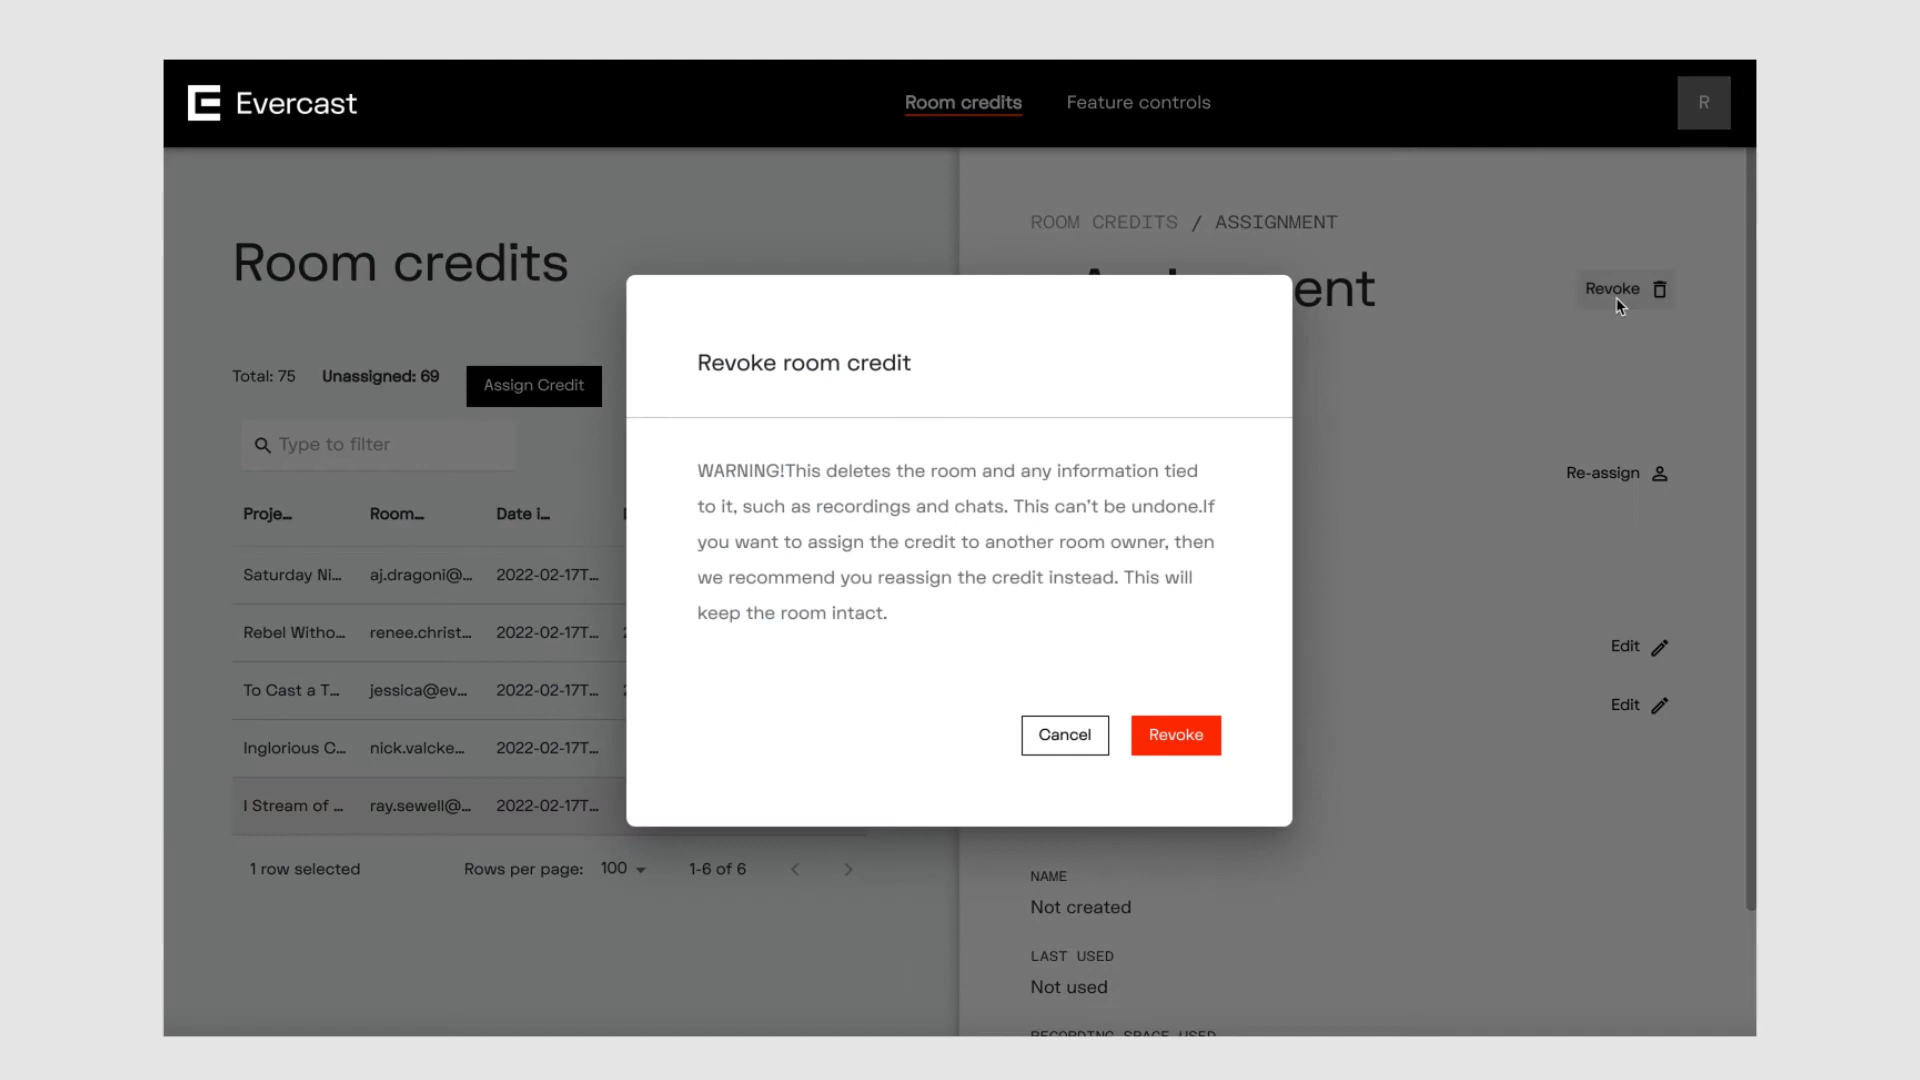 Evercast
Room credits
Feature controls
R
Room credits
Total: 75
Unassigned: 69
Assign Credit
Type to filter
Proje…
Room…
Date i…
Saturday Ni…
aj.dragoni@…
2022-02-17T…
Rebel Witho…
renee.christ…
2022-02-17T…
To Cast a T…
jessica@ev…
2022-02-17T…
Inglorious C…
nick.valcke…
2022-02-17T…
I Stream of …
ray.sewell@…
2022-02-17T…
1 row selected
Rows per page:
100
1-6 of 6
Revoke room credit
WARNING!This deletes the room and any information tied
to it, such as recordings and chats. This can’t be undone.If
you want to assign the credit to another room owner, then
we recommend you reassign the credit instead. This will
keep the room intact.
Cancel
Revoke
ROOM CREDITS / ASSIGNMENT
ent
Revoke
Re-assign
Edit
Edit
NAME
Not created
LAST USED
Not used
RECORDING SPACE USED